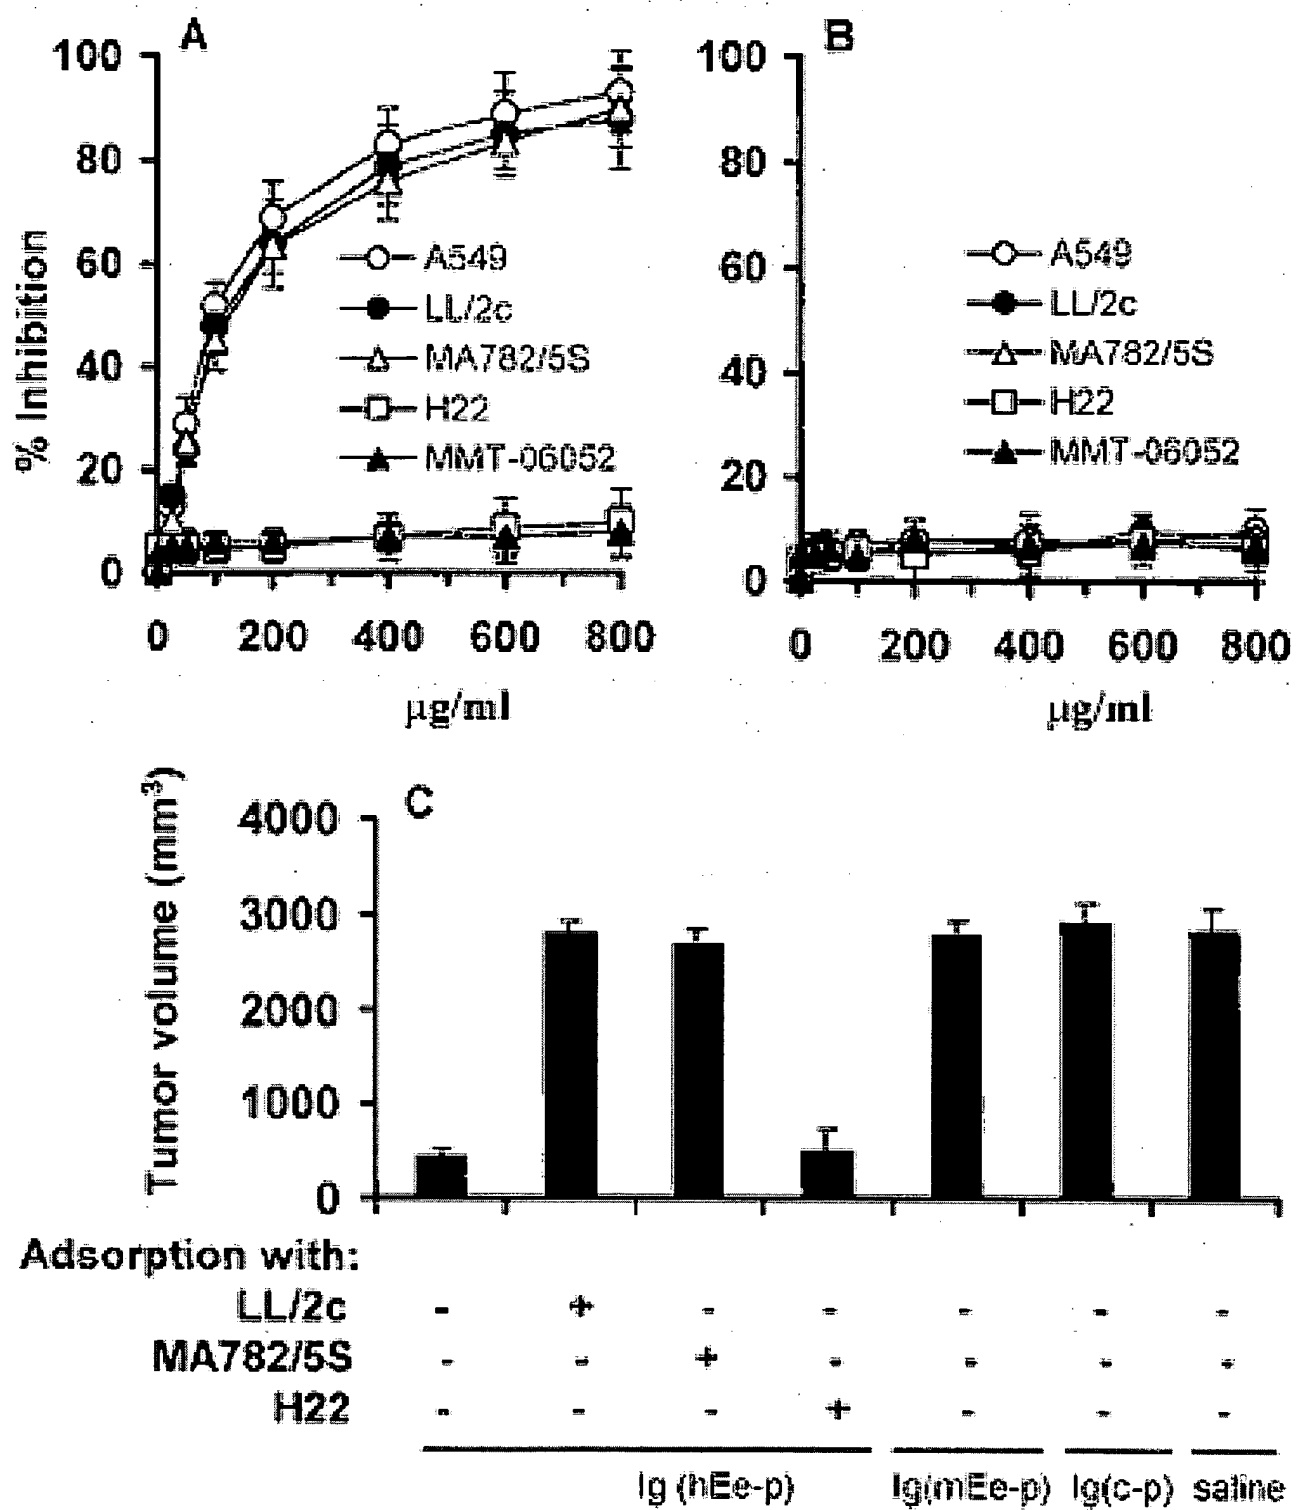 A
% Inhibition
100
80
60
40
20
0
A549
LL/2c
MA782/5S
H22
MMT-06052
0 200 400 600 800
µg/ml
B
100
80
60
40
20
0
A549
LL/2c
MA782/5S
H22
MMT-06052
0 200 400 600 800
µg/ml
C
Tumor volume (mm³)
4000
3000
2000
1000
0
Adsorption with:
LL/2c - + - - - - -
MA782/5S - - + - - - -
H22 - - - + - - -
Ig (hEe-p) Ig(mEe-p) Ig(c-p) saline